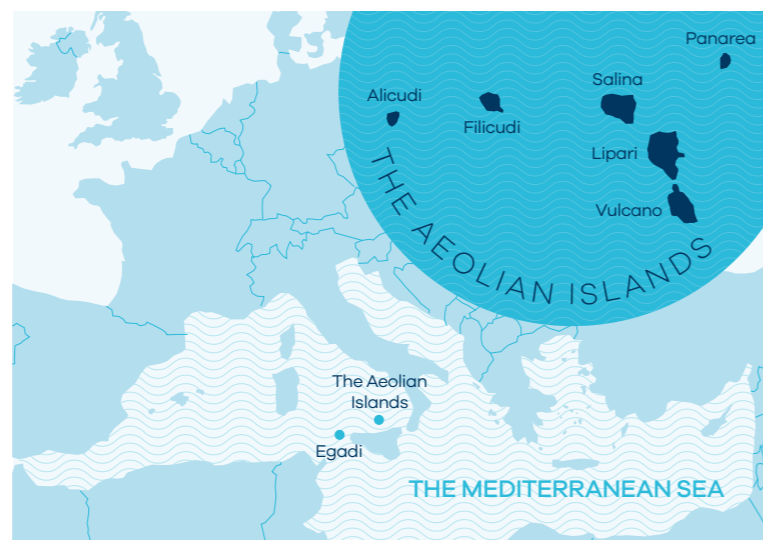 Panarea
Salina
Alicudi
Filicudi
Lipari
Vulcano
THE AEOLIAN ISLANDS
The Aeolian
Islands
Egadi
THE MEDITERRANEAN SEA